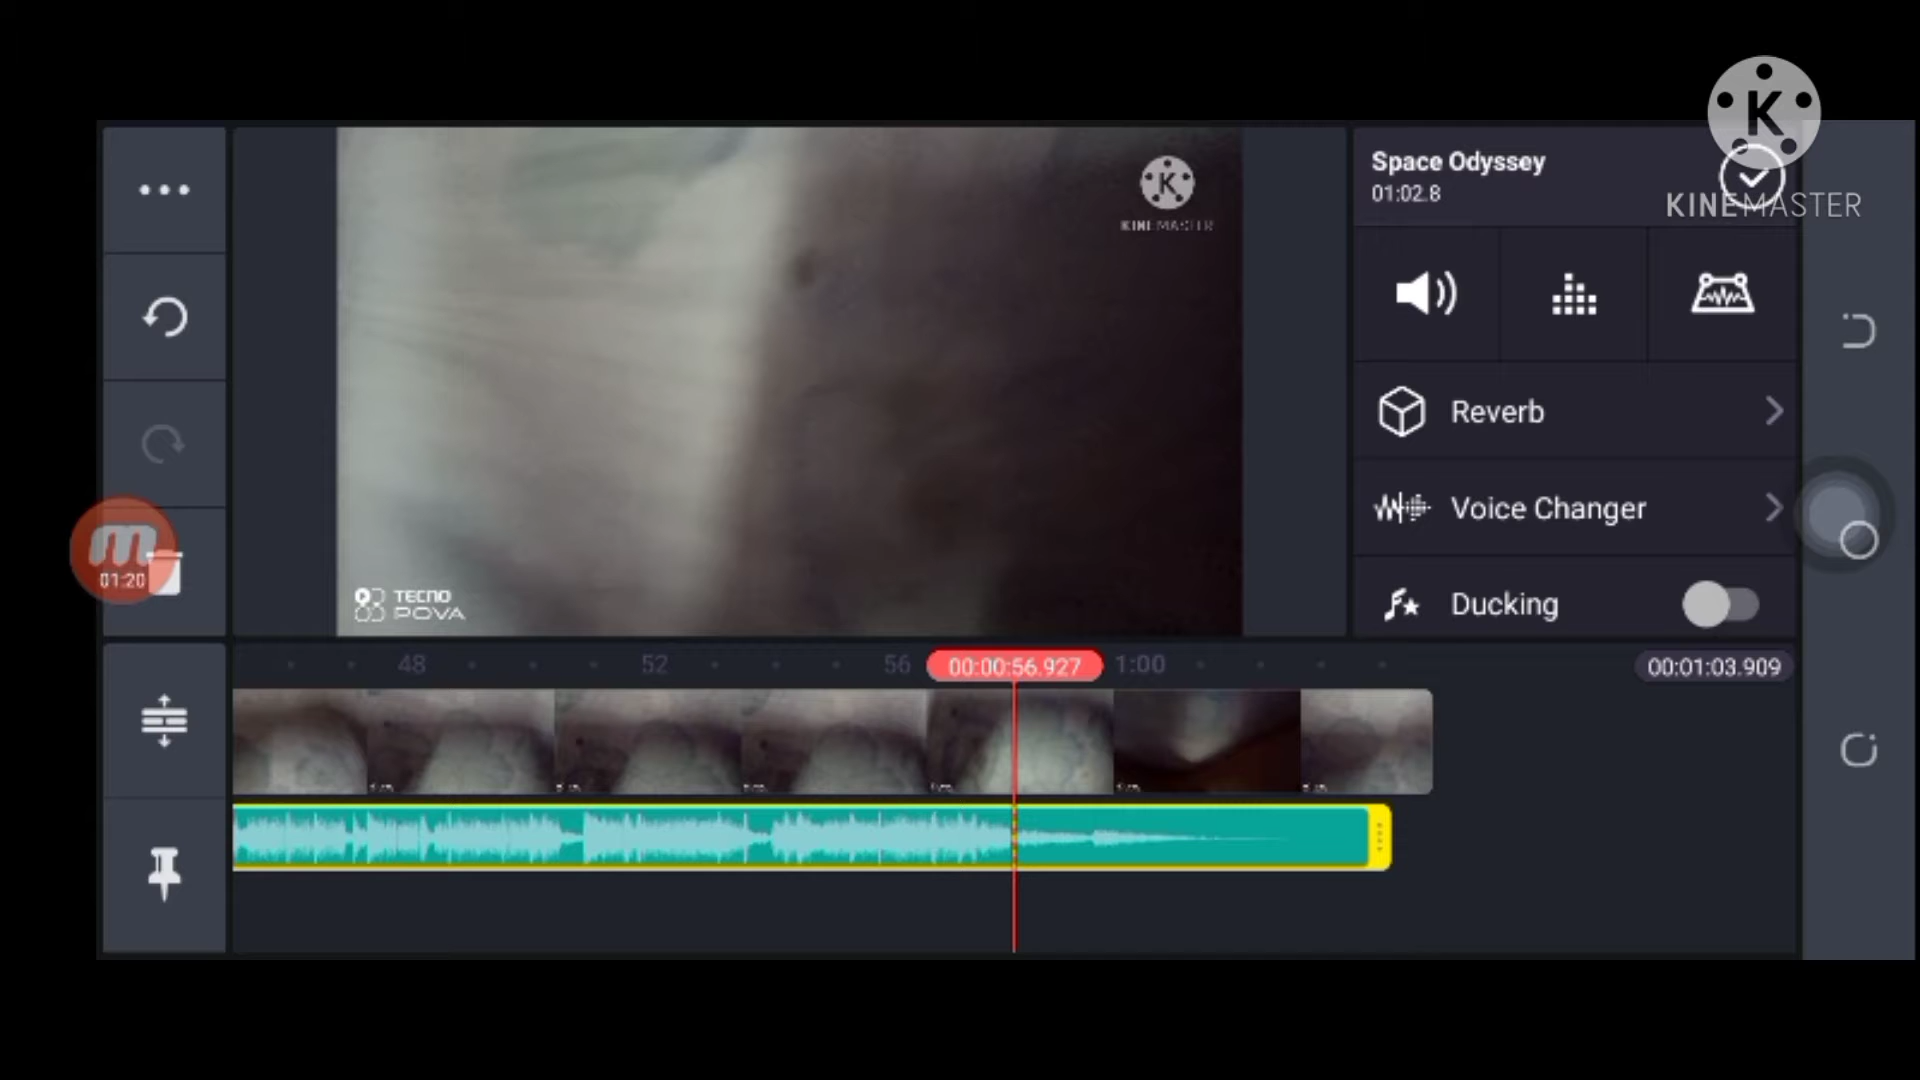 K
KINEMASTER
Space Odyssey
01:02.8
K
KINEMASTER
Reverb
Voice Changer
Ducking
m
01:20
TECNO
POVA
48
52
56
00:00:56.927
1:00
00:01:03.909